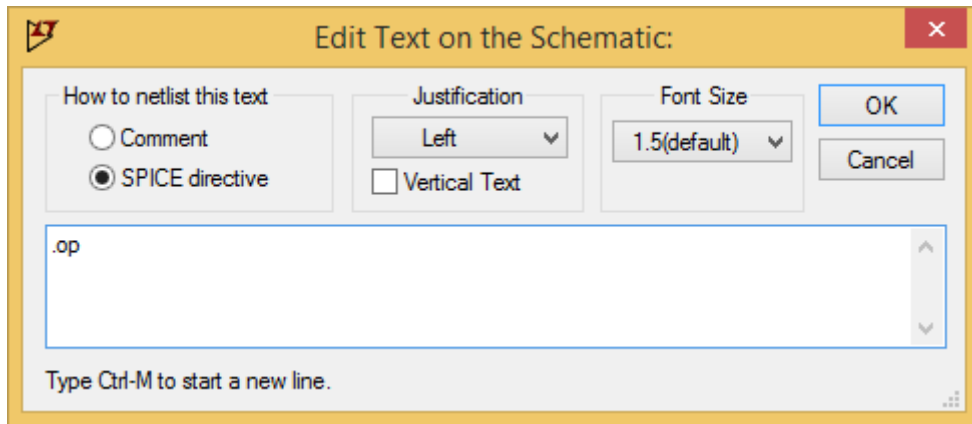 Edit Text on the Schematic:
How to netlist this text
Comment
SPICE directive
Justification
Left
Vertical Text
Font Size
1.5(default)
OK
Cancel
.op
Type Ctrl-M to start a new line.